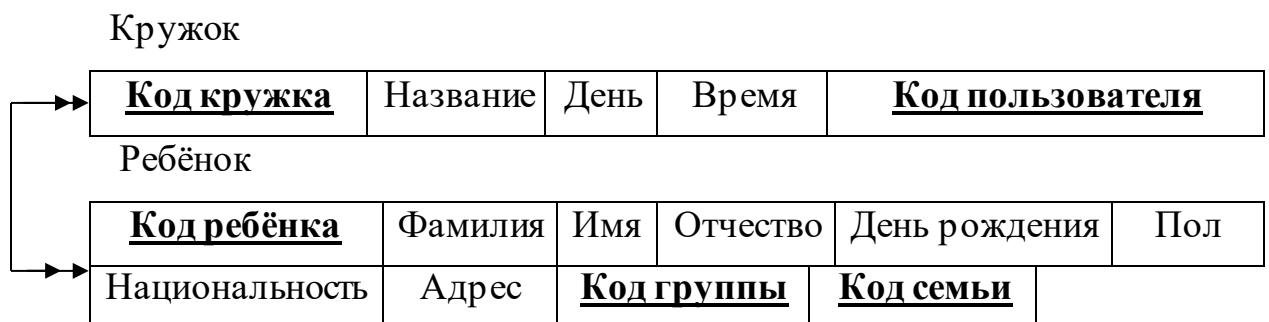 Кружок
Код кружка Название День Время Код пользователя
Ребёнок
Код ребёнка Фамилия Имя Отчество День рождения Пол
Национальность Адрес Код группы Код семьи